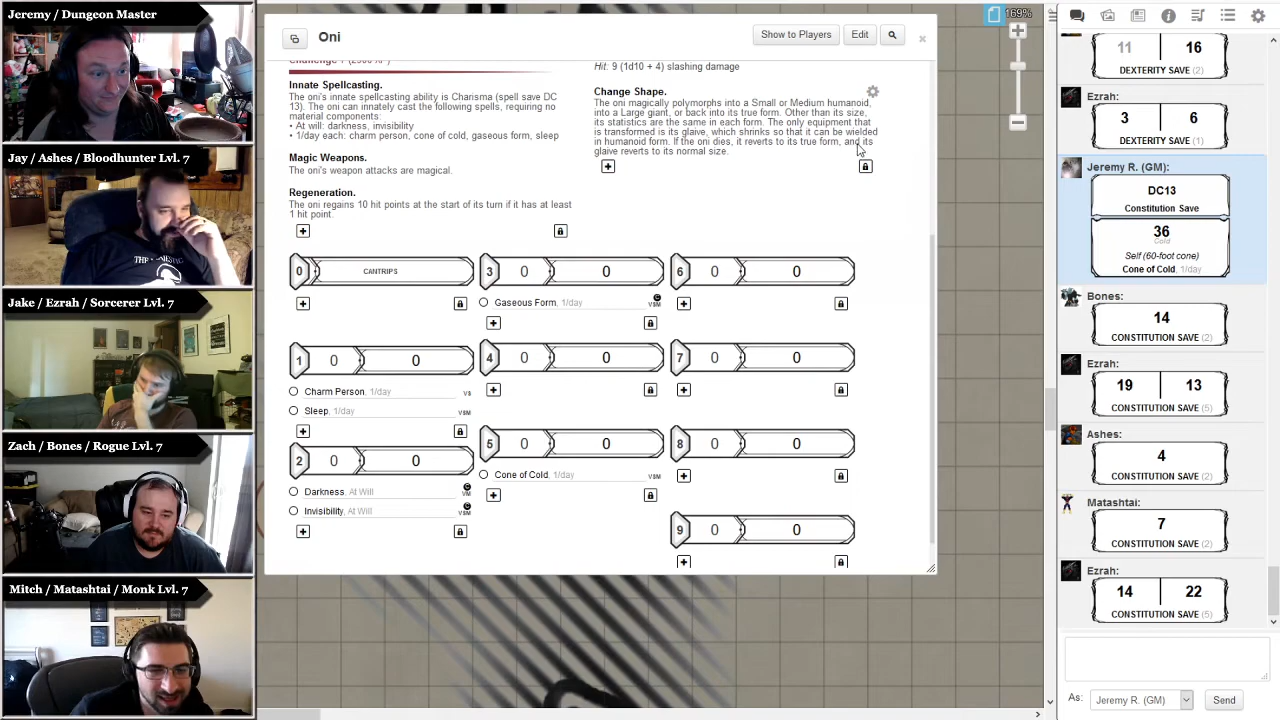 Jeremy / Dungeon Master
Jay / Ashes / Bloodhunter Lvl. 7
Jake / Ezrah / Sorcerer Lvl. 7
Zach / Bones / Rogue Lvl. 7
Mitch / Matashtai / Monk Lvl. 7
Oni
Show to Players
Edit
Innate Spellcasting.
The oni's innate spellcasting ability is Charisma (spell save DC
13). The oni can innately cast the following spells, requiring no
material components:
• At will: darkness, invisibility
• 1/day each: charm person, cone of cold, gaseous form, sleep
Magic Weapons.
The oni's weapon attacks are magical.
Regeneration.
The oni regains 10 hit points at the start of its turn if it has at least
1 hit point.
Hit: 9 (1d10 + 4) slashing damage
Change Shape.
The oni magically polymorphs into a Small or Medium humanoid,
into a Large giant, or back into its true form. Other than its size,
its statistics are the same in each form. The only equipment that
is transformed is its glaive, which shrinks so that it can be wielded
in humanoid form. If the oni dies, it reverts to its true form, and its
glaive reverts to its normal size.
0 CANTRIPS
1 0 0
Charm Person, 1/day VS
Sleep, 1/day VSM
2 0 0
Darkness, At Will C VM
Invisibility, At Will C VSM
3 0 0
Gaseous Form, 1/day C VSM
4 0 0
5 0 0
Cone of Cold, 1/day VSM
6 0 0
7 0 0
8 0 0
9 0 0
169%
11 16
DEXTERITY SAVE (2)
Ezrah:
3 6
DEXTERITY SAVE (1)
Jeremy R. (GM):
DC13
Constitution Save
36
Cold
Self (60-foot cone)
Cone of Cold, 1/day
Bones:
14
CONSTITUTION SAVE (2)
Ezrah:
19 13
CONSTITUTION SAVE (5)
Ashes:
4
CONSTITUTION SAVE (2)
Matashtai:
7
CONSTITUTION SAVE (2)
Ezrah:
14 22
CONSTITUTION SAVE (5)
As: Jeremy R. (GM) Send